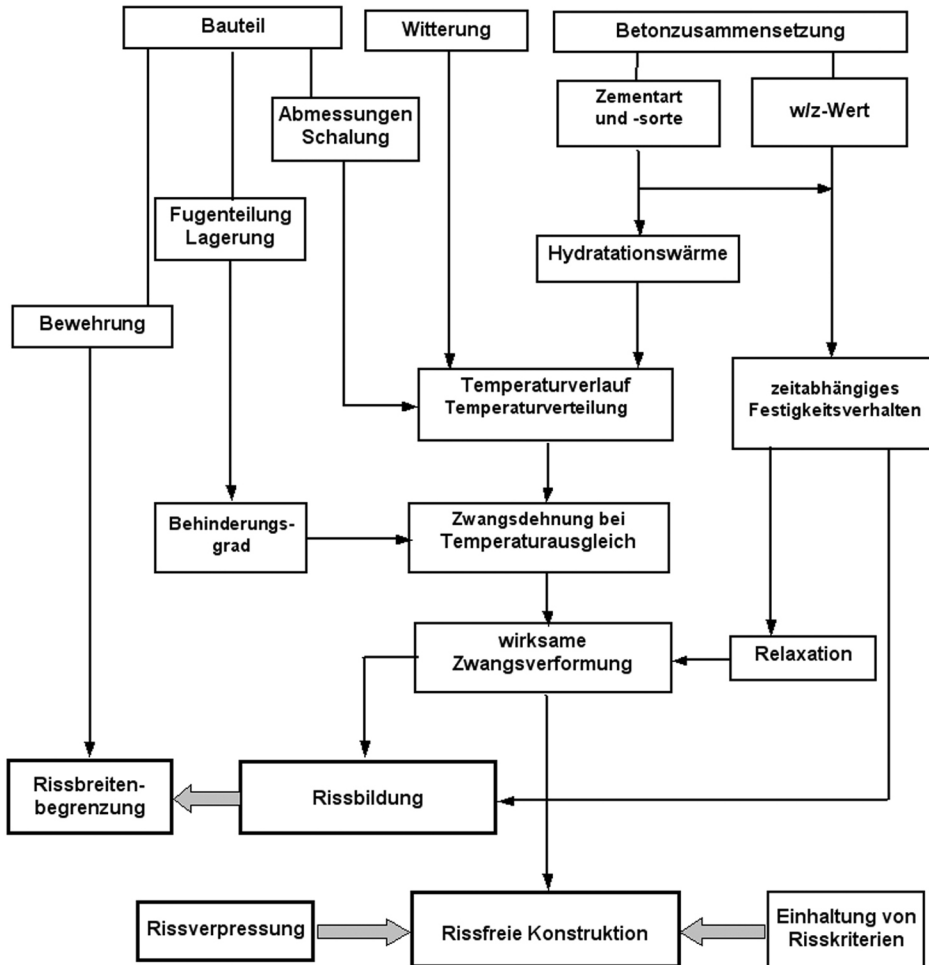 Bauteil
Witterung
Betonzusammensetzung
Abmessungen
Schalung
Zementart
und -sorte
w/z-Wert
Fugenteilung
Lagerung
Hydratationswärme
Bewehrung
Temperaturverlauf
Temperaturverteilung
zeitabhängiges
Festigkeitsverhalten
Behinderungs-
grad
Zwangsdehnung bei
Temperaturausgleich
wirksame
Zwangsverformung
Relaxation
Rissbreiten-
begrenzung
Rissbildung
Rissverpressung
Rissfreie Konstruktion
Einhaltung von
Risskriterien